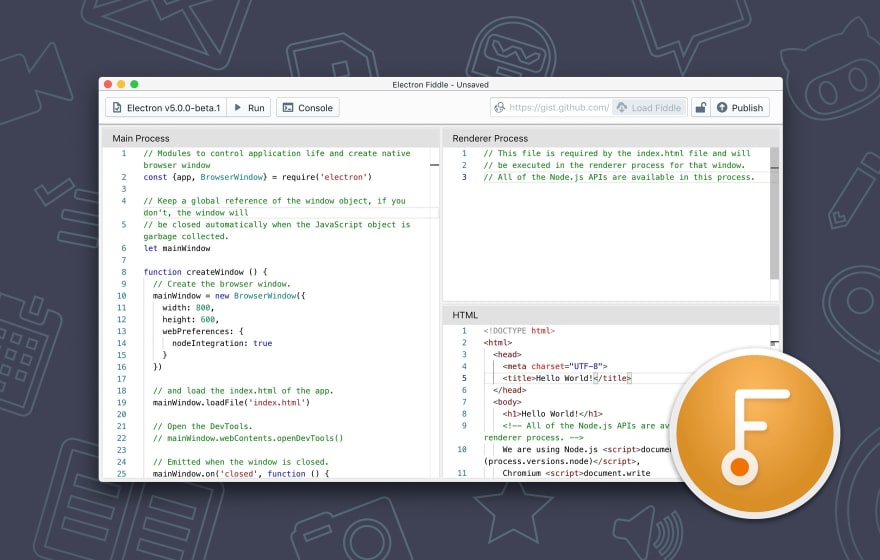 Electron Fiddle - Unsaved
Electron v5.0.0-beta.1 Run Console https://gist.github.com/ Load Fiddle Publish
Main Process
1 // Modules to control application life and create native
browser window
2 const {app, BrowserWindow} = require('electron')
3
4 // Keep a global reference of the window object, if you
don't, the window will
5 // be closed automatically when the JavaScript object is
garbage collected.
6 let mainWindow
7
8 function createWindow () {
9 // Create the browser window.
10 mainWindow = new BrowserWindow({
11 width: 800,
12 height: 600,
13 webPreferences: {
14 nodeIntegration: true
15 }
16 })
17
18 // and load the index.html of the app.
19 mainWindow.loadFile('index.html')
20
21 // Open the DevTools.
22 // mainWindow.webContents.openDevTools()
23
24 // Emitted when the window is closed.
25 mainWindow.on('closed', function () {
Renderer Process
1 // This file is required by the index.html file and will
2 // be executed in the renderer process for that window.
3 // All of the Node.js APIs are available in this process.
HTML
1 <!DOCTYPE html>
2 <html>
3 <head>
4 <meta charset="UTF-8">
5 <title>Hello World!</title>
6 </head>
7 <body>
8 <h1>Hello World!</h1>
9 <!-- All of the Node.js APIs are
renderer process. -->
10 We are using Node.js <script>
(process.versions.node)</script>,
11 Chromium <script>document.write